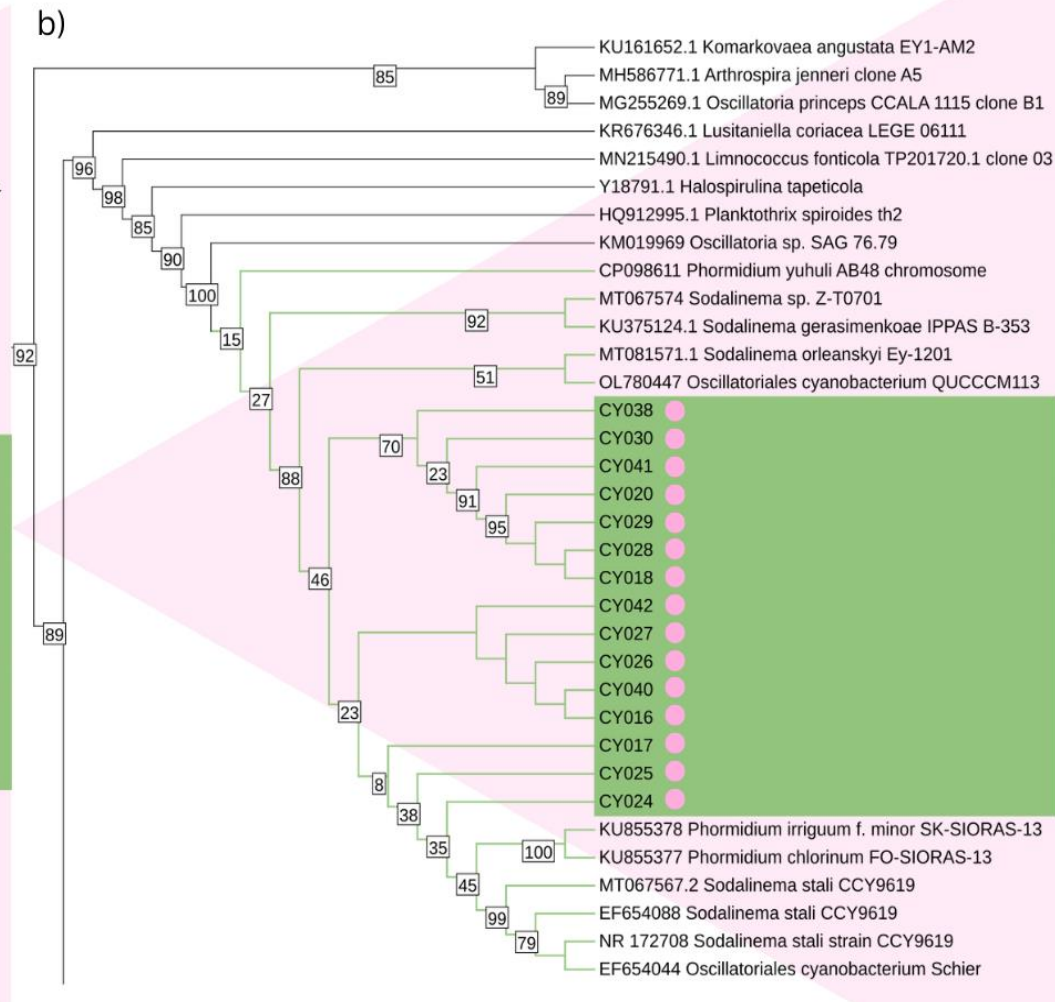 b)
KU161652.1 Komarkovaea angustata EY1-AM2
85
MH586771.1 Arthrospira jenneri clone A5
89
MG255269.1 Oscillatoria princeps CCALA 1115 clone B1
KR676346.1 Lusitaniella coriacea LEGE 06111
96
MN215490.1 Limnococcus fonticola TP201720.1 clone 03
98
Y18791.1 Halospirulina tapeticola
85
HQ912995.1 Planktothrix spiroides th2
90
KM019969 Oscillatoria sp. SAG 76.79
CP098611 Phormidium yuhuli AB48 chromosome
100
MT067574 Sodalinema sp. Z-T0701
92
KU375124.1 Sodalinema gerasimenkoae IPPAS B-353
15
92
MT081571.1 Sodalinema orleanskyi Ey-1201
51
OL780447 Oscillatoriales cyanobacterium QUCCCM113
27
CY038
CY030
70
CY041
23
88
CY020
91
CY029
95
CY028
CY018
46
CY042
CY027
89
CY026
CY040
CY016
23
CY017
CY025
8
CY024
38
KU855378 Phormidium irriguum f. minor SK-SIORAS-13
35
100
KU855377 Phormidium chlorinum FO-SIORAS-13
45
MT067567.2 Sodalinema stali CCY9619
EF654088 Sodalinema stali CCY9619
99
NR 172708 Sodalinema stali strain CCY9619
79
EF654044 Oscillatoriales cyanobacterium Schier